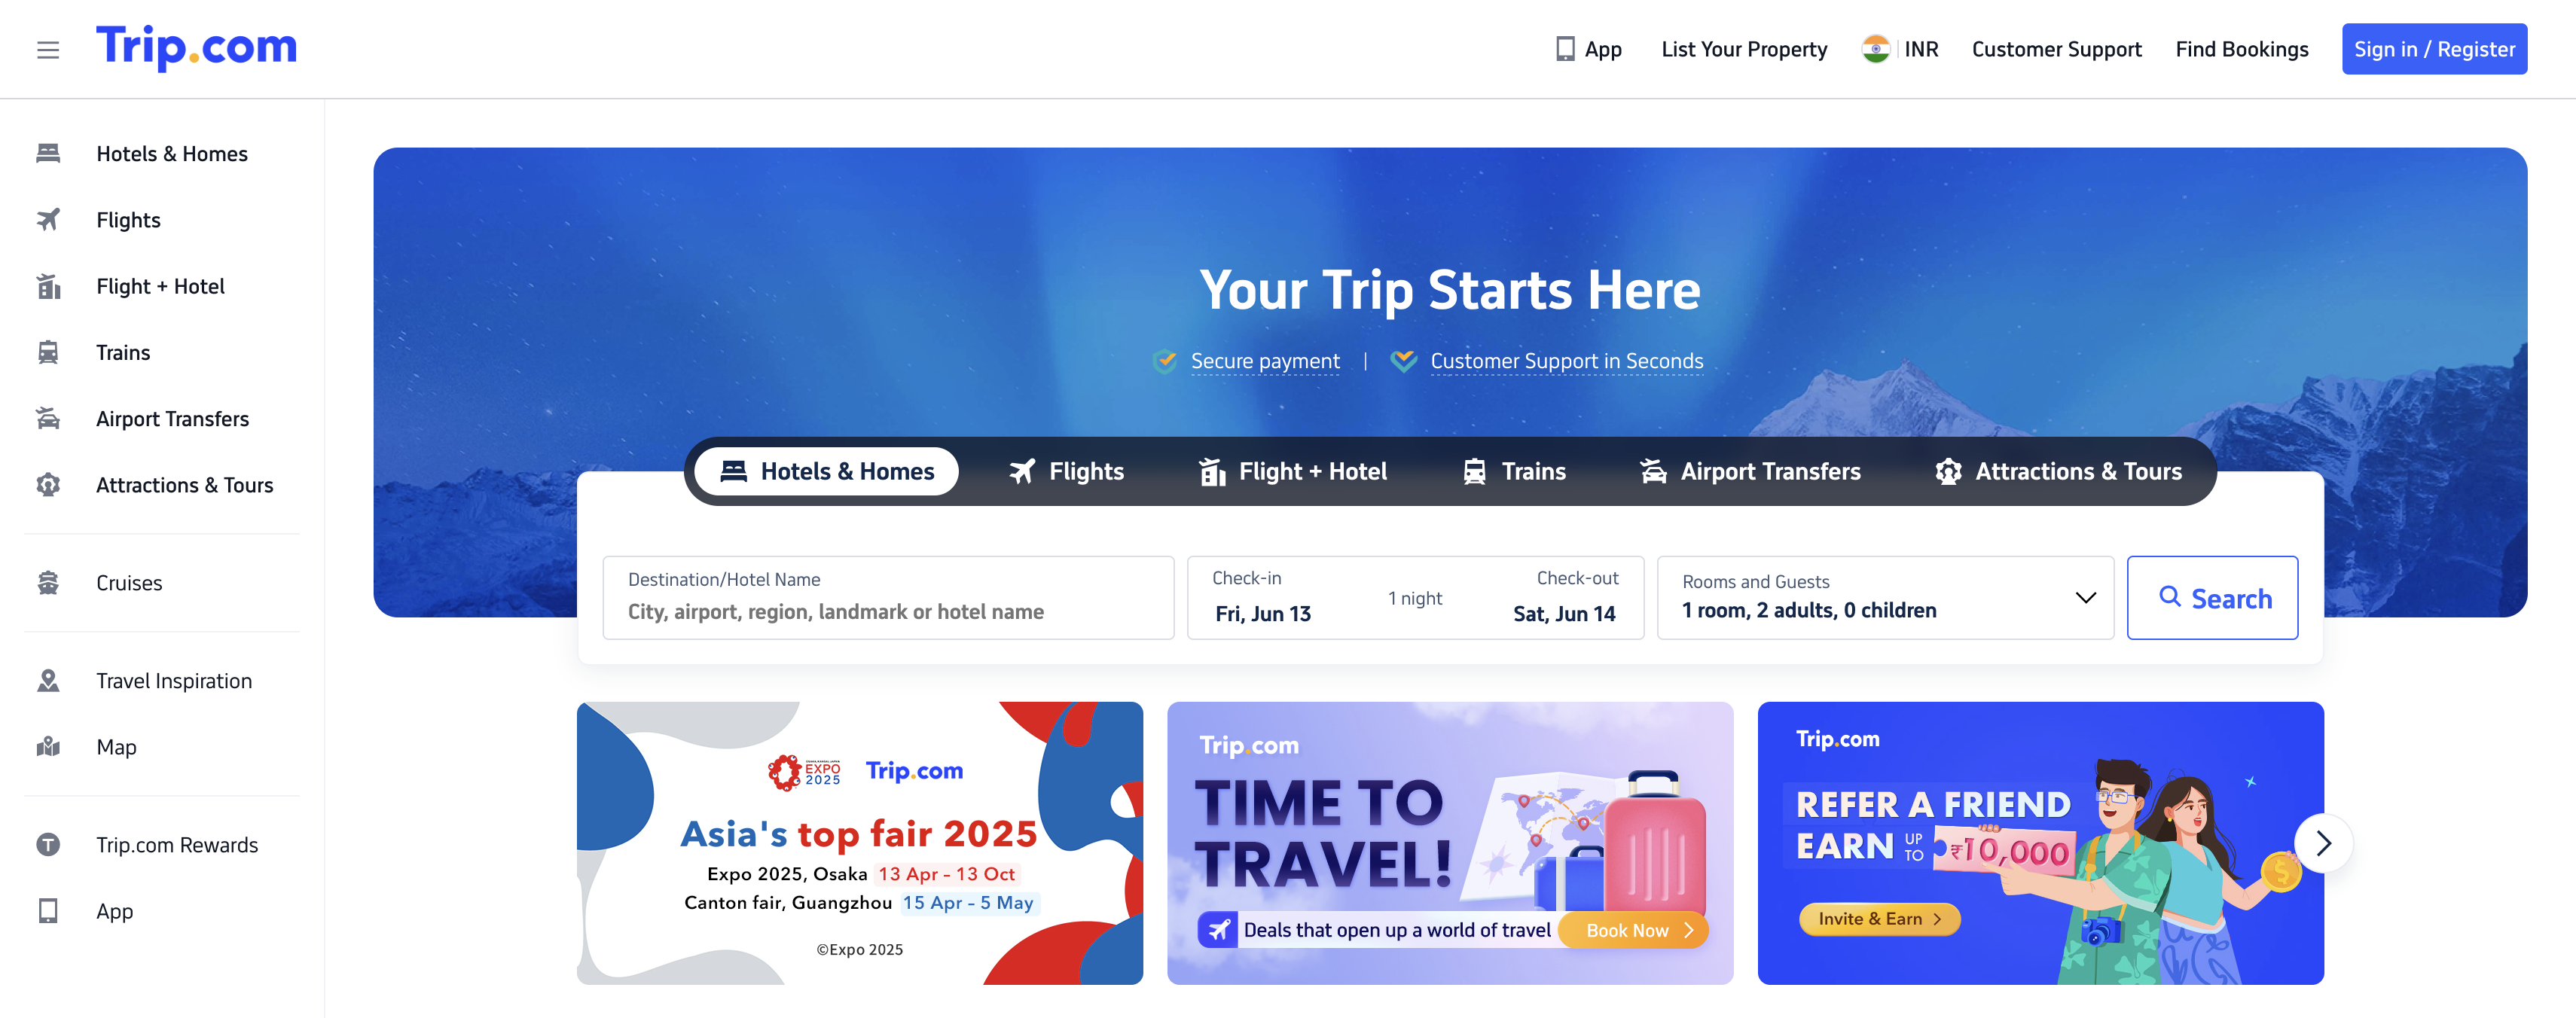 Trip.com
App
List Your Property
INR
Customer Support
Find Bookings
Sign in / Register
Hotels & Homes
Flights
Flight + Hotel
Trains
Airport Transfers
Attractions & Tours
Cruises
Travel Inspiration
Map
Trip.com Rewards
App
Your Trip Starts Here
Secure payment | Customer Support in Seconds
Hotels & Homes
Flights
Flight + Hotel
Trains
Airport Transfers
Attractions & Tours
Destination/Hotel Name
City, airport, region, landmark or hotel name
Check-in
Fri, Jun 13
1 night
Check-out
Sat, Jun 14
Rooms and Guests
1 room, 2 adults, 0 children
Search
EXPO
2025
Trip.com
Asia's top fair 2025
Expo 2025, Osaka 13 Apr - 13 Oct
Canton fair, Guangzhou 15 Apr - 5 May
©Expo 2025
Trip.com
TIME TO
TRAVEL!
Deals that open up a world of travel
Book Now
Trip.com
REFER A FRIEND
EARN UP TO ₹10,000
Invite & Earn